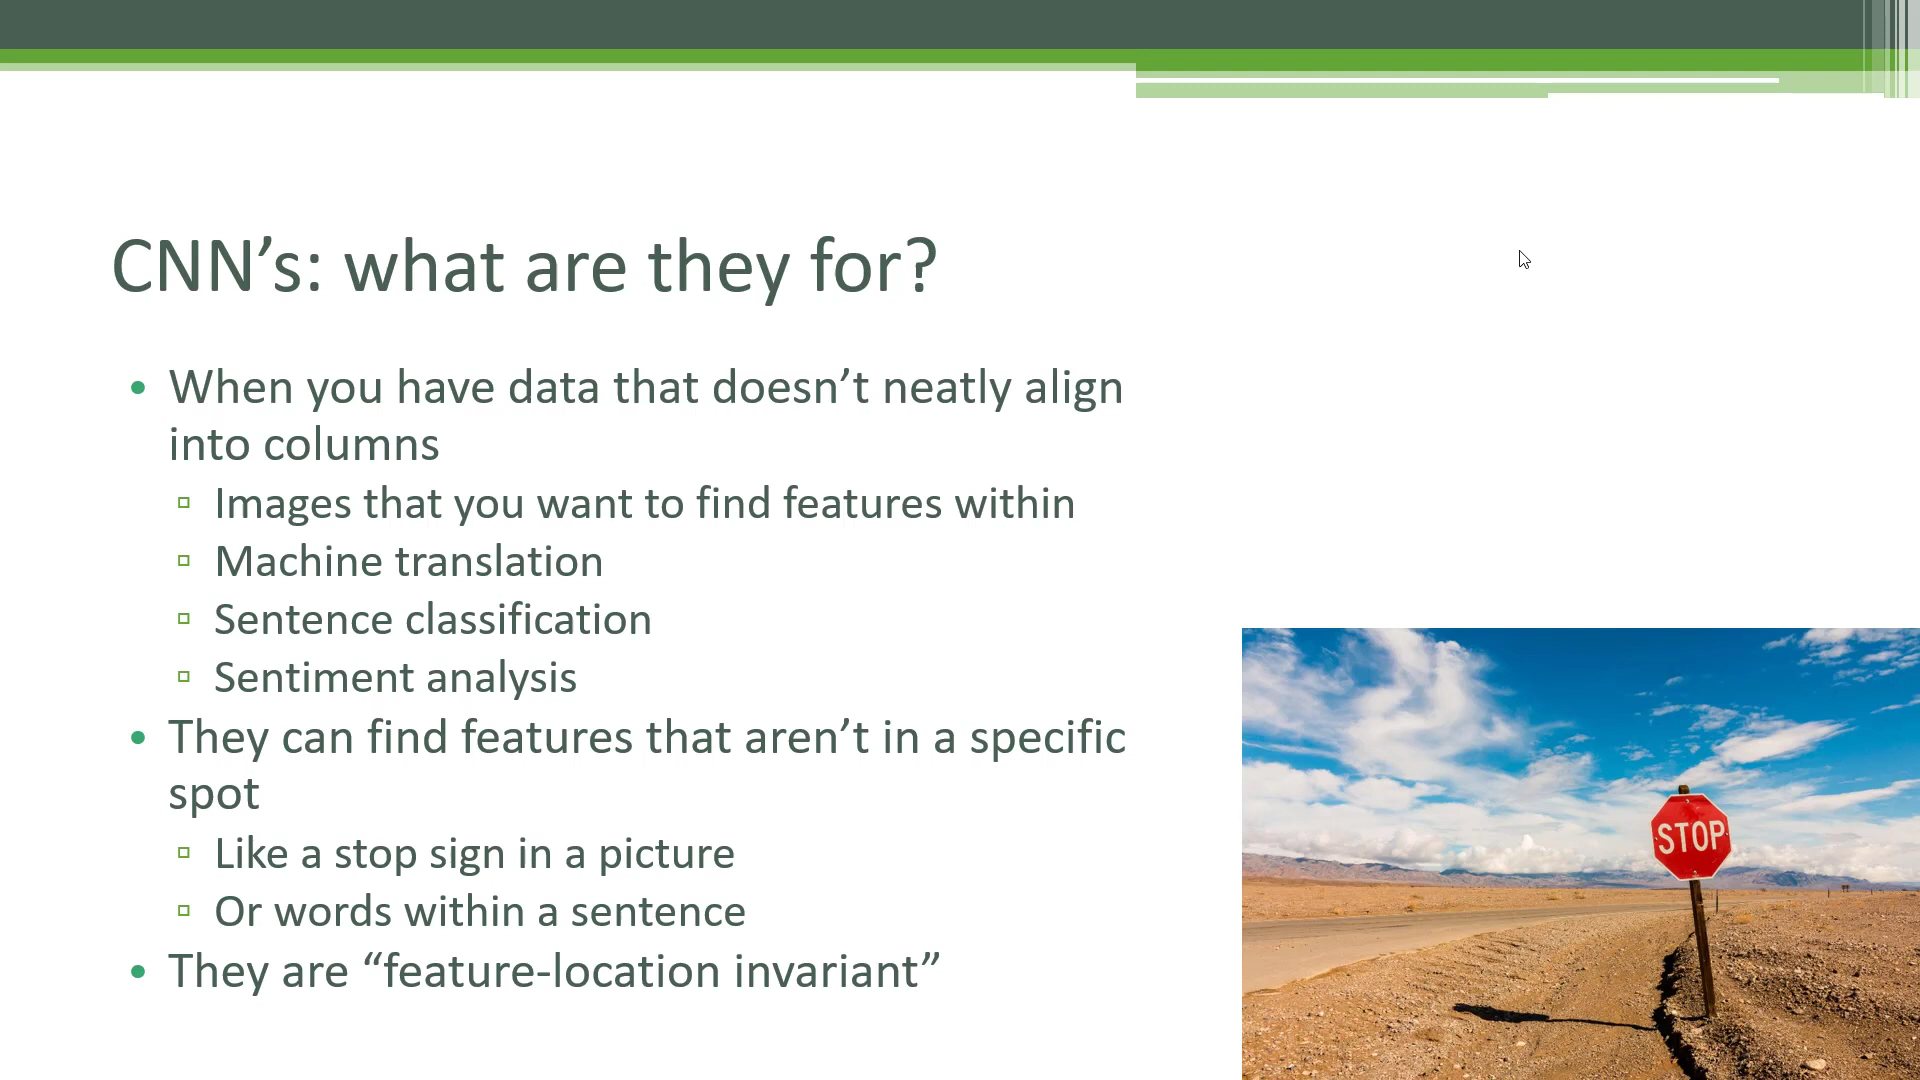 CNN’s: what are they for?
• When you have data that doesn’t neatly align
into columns
▫ Images that you want to find features within
▫ Machine translation
▫ Sentence classification
▫ Sentiment analysis
• They can find features that aren’t in a specific
spot
▫ Like a stop sign in a picture
▫ Or words within a sentence
• They are “feature-location invariant”
STOP